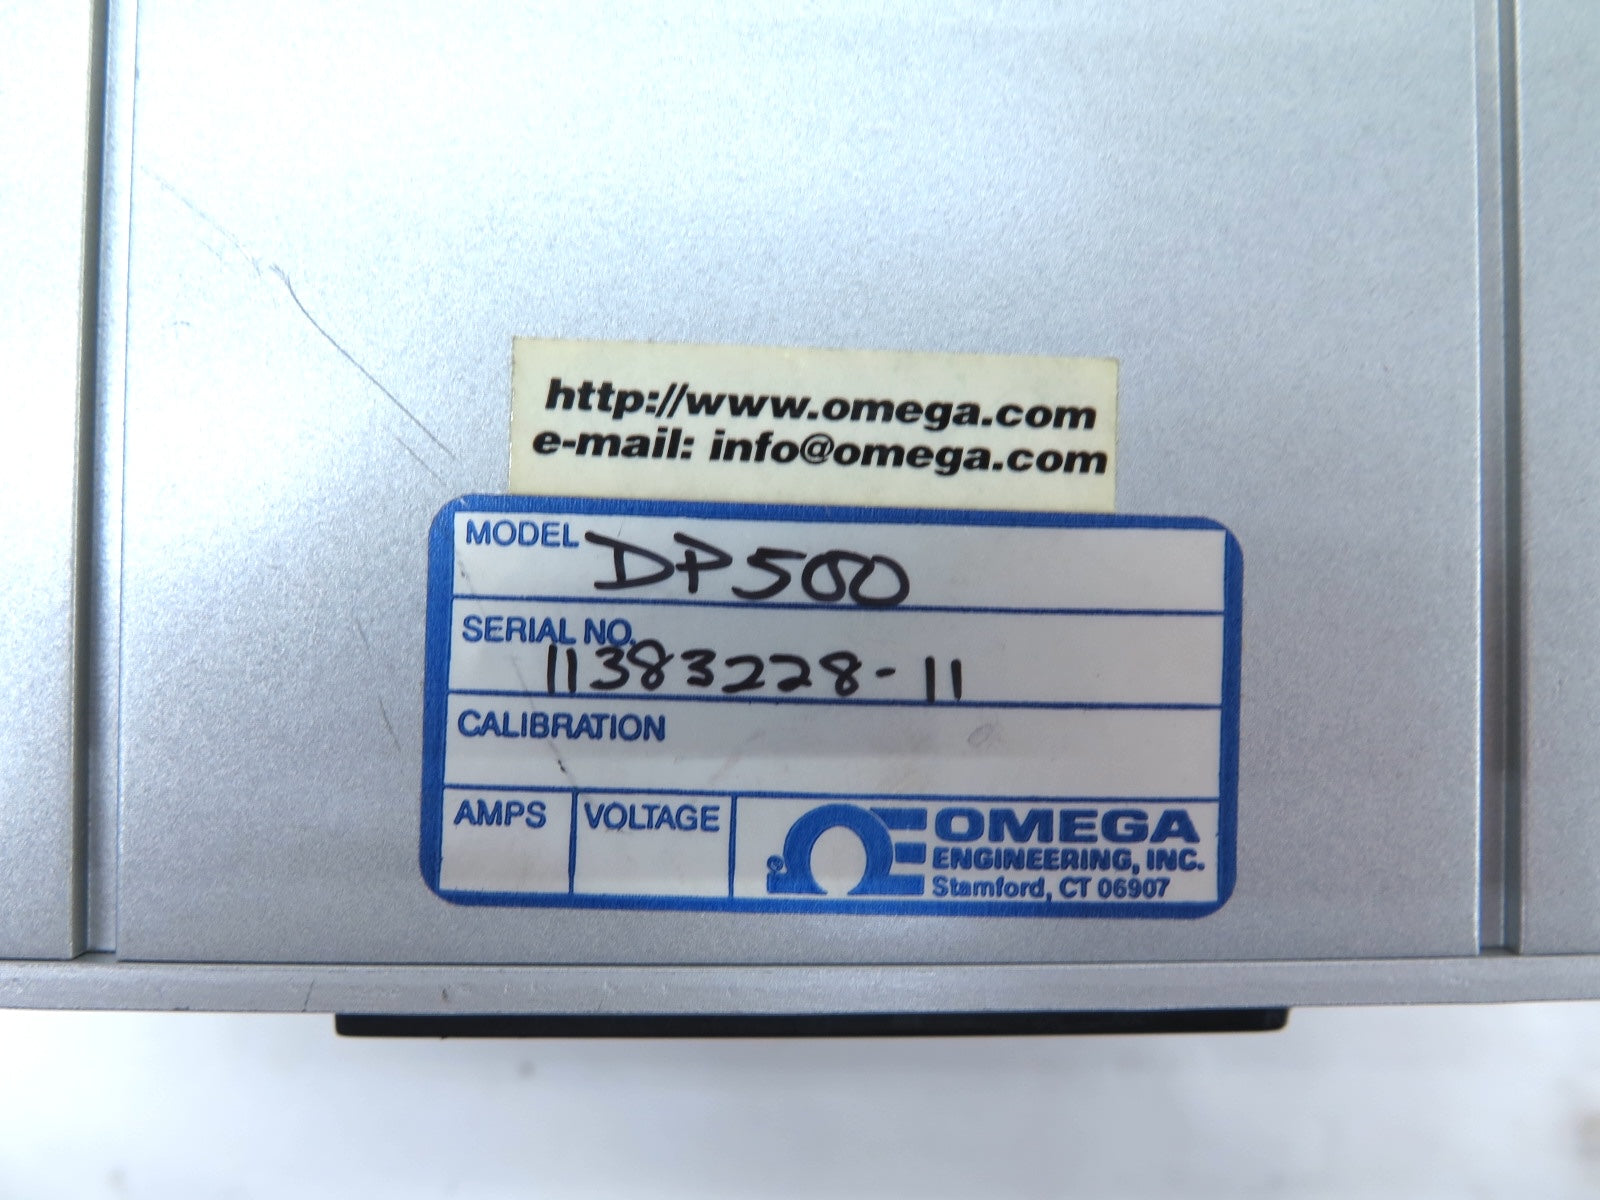 http://www.omega.com
e-mail: info@omega.com
MODEL DP500
SERIAL NO. 11383228-11
CALIBRATION
AMPS VOLTAGE
OMEGA
ENGINEERING, INC.
Stamford, CT 06907